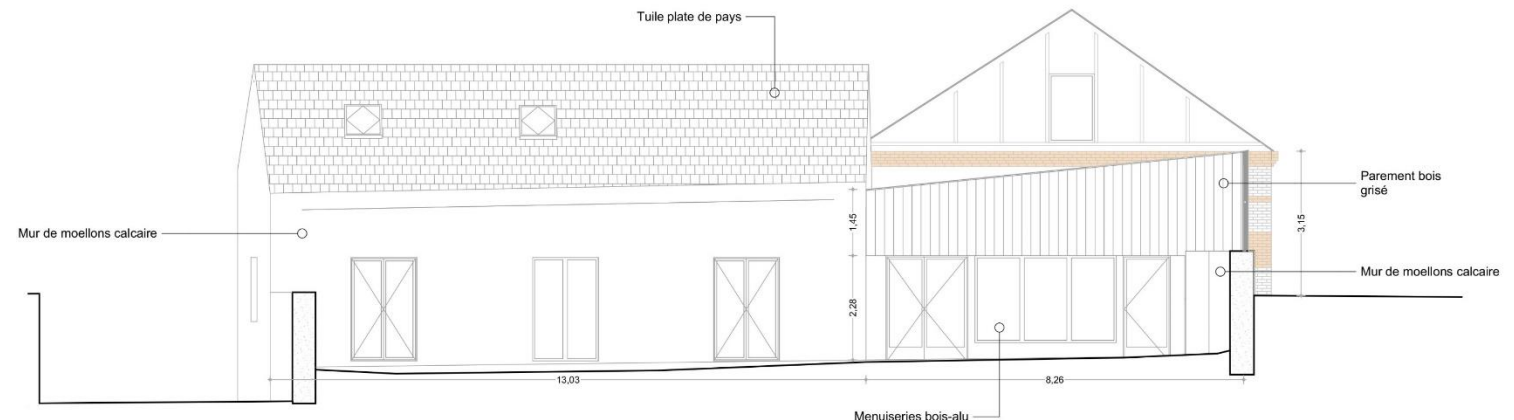 Tuile plate de pays
Parement bois
grisé
Mur de moellons calcaire
1,45
3,15
Mur de moellons calcaire
2,28
13,03
8,26
Menuiseries bois-alu